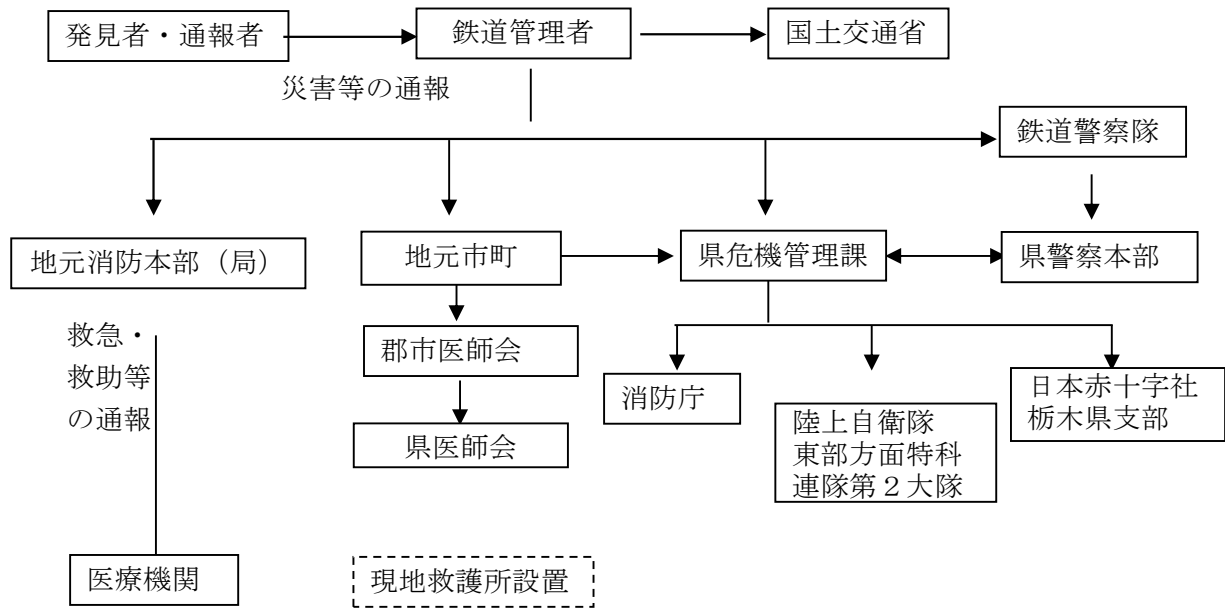 発見者・通報者
鉄道管理者
国土交通省
災害等の通報
鉄道警察隊
地元消防本部（局）
地元市町
県危機管理課
県警察本部
救急・
救助等
の通報
郡市医師会
消防庁
日本赤十字社
栃木県支部
陸上自衛隊
東部方面特科
連隊第２大隊
県医師会
医療機関
現地救護所設置